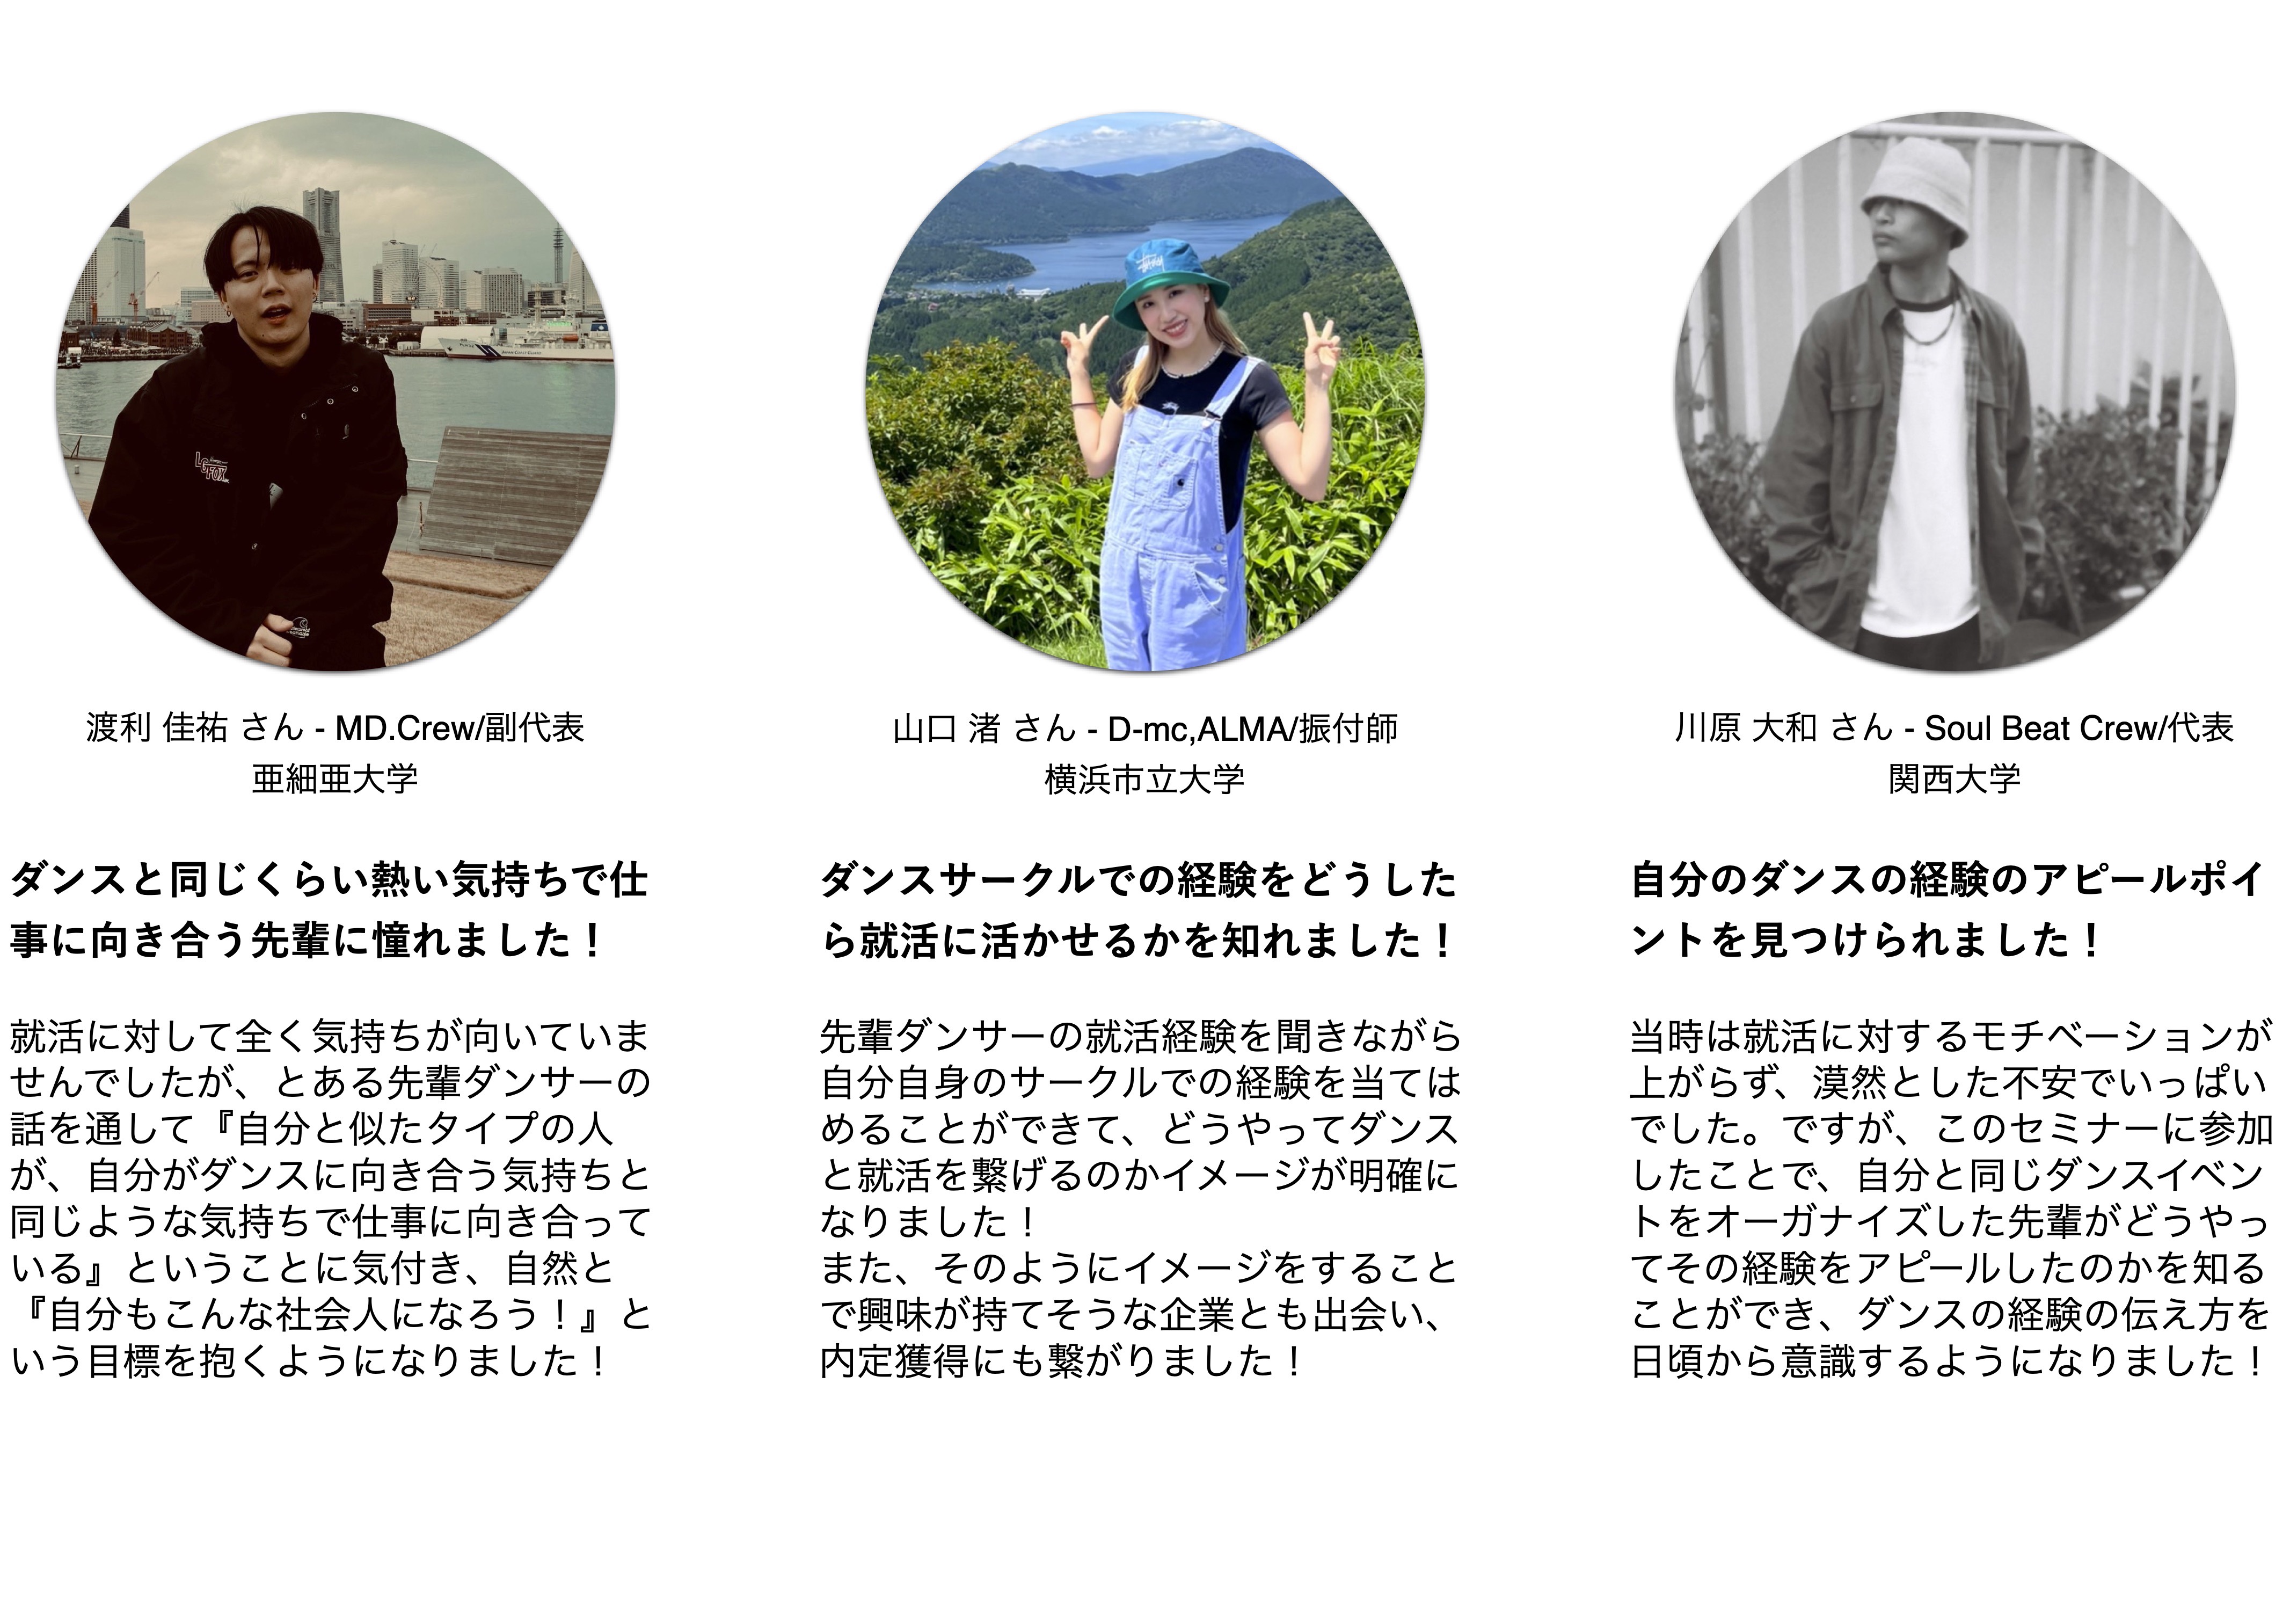 渡利 佳祐 さん - MD.Crew/副代表
亜細亜大学
ダンスと同じくらい熱い気持ちで仕
事に向き合う先輩に憧れました！
就活に対して全く気持ちが向いていま
せんでしたが、とある先輩ダンサーの
話を通して『自分と似たタイプの人
が、自分がダンスに向き合う気持ちと
同じような気持ちで仕事に向き合って
いる』ということに気付き、自然と
『自分もこんな社会人になろう！』と
いう目標を抱くようになりました！
山口 渚 さん - D-mc,ALMA/振付師
横浜市立大学
ダンスサークルでの経験をどうした
ら就活に活かせるかを知れました！
先輩ダンサーの就活経験を聞きながら
自分自身のサークルでの経験を当ては
めることができて、どうやってダンス
と就活を繋げるのかイメージが明確に
なりました！
また、そのようにイメージをすること
で興味が持てそうな企業とも出会い、
内定獲得にも繋がりました！
川原 大和 さん - Soul Beat Crew/代表
関西大学
自分のダンスの経験のアピールポイ
ントを見つけられました！
当時は就活に対するモチベーションが
上がらず、漠然とした不安でいっぱい
でした。ですが、このセミナーに参加
したことで、自分と同じダンスイベン
トをオーガナイズした先輩がどうやっ
てその経験をアピールしたのかを知る
ことができ、ダンスの経験の伝え方を
日頃から意識するようになりました！
LGFOX
JAPAN COAST GUARD